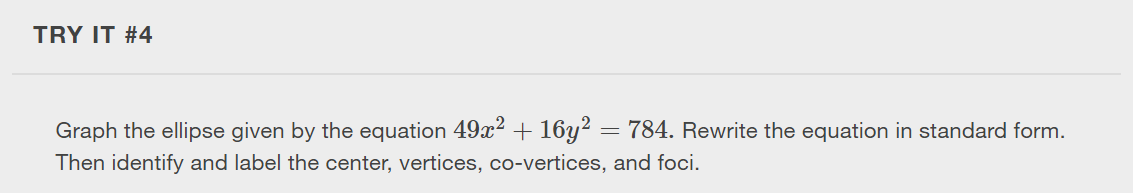 TRY IT #4
Graph the ellipse given by the equation 49x² + 16y² = 784. Rewrite the equation in standard form.
Then identify and label the center, vertices, co-vertices, and foci.